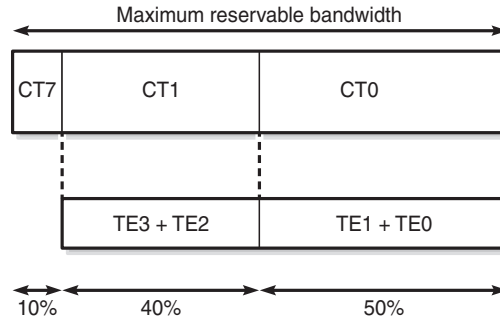 Maximum reservable bandwidth
CT7 CT1 CT0
TE3 + TE2 TE1 + TE0
10% 40% 50%